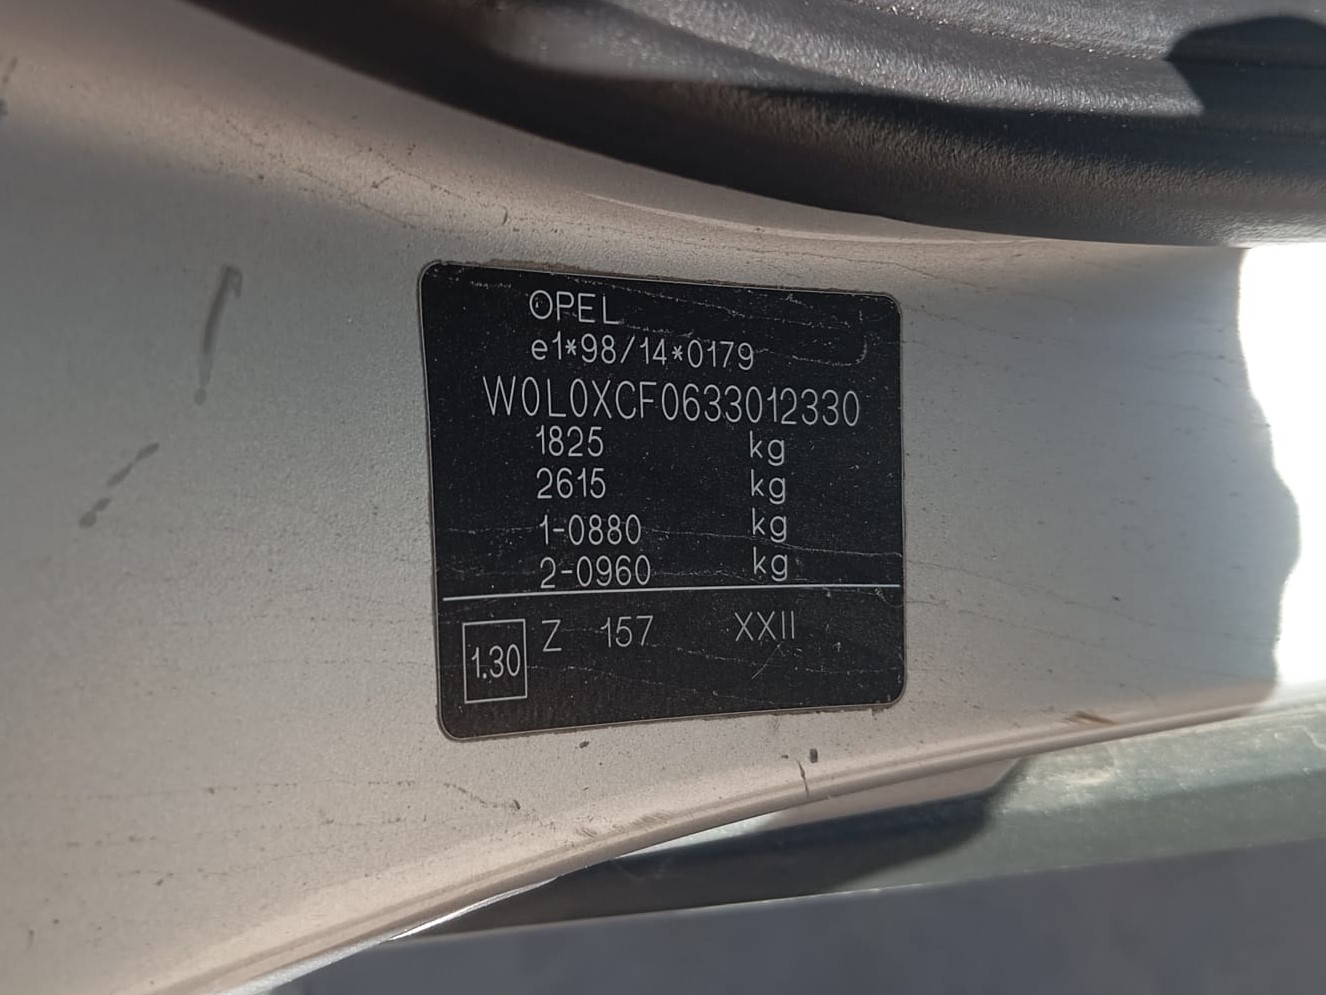 OPEL
e1*98/14*0179
W0L0XCF0633012330
1825 kg
2615 kg
1-0880 kg
2-0960 kg
1.30 Z 157 XXII